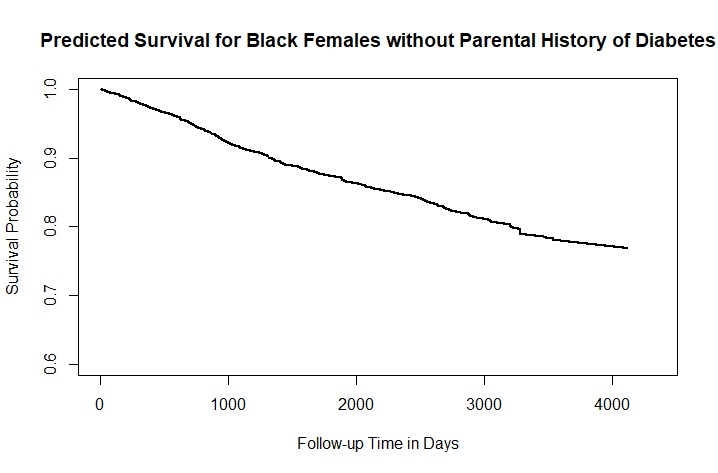 Predicted Survival for Black Females without Parental History of Diabetes
Survival Probability
1.0
0.9
0.8
0.7
0.6
0 1000 2000 3000 4000
Follow-up Time in Days